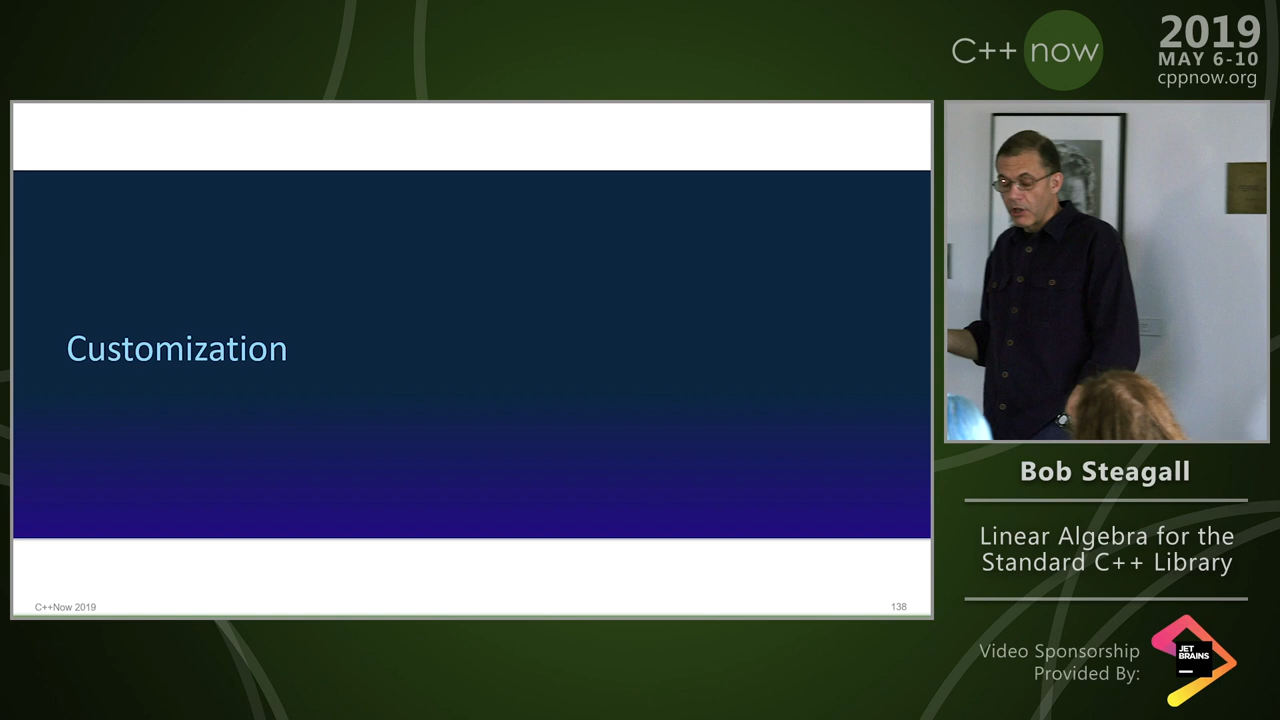 C++ now
2019
MAY 6-10
cppnow.org
Customization
C++Now 2019
138
Bob Steagall
Linear Algebra for the
Standard C++ Library
Video Sponsorship
Provided By:
JET
BRAINS